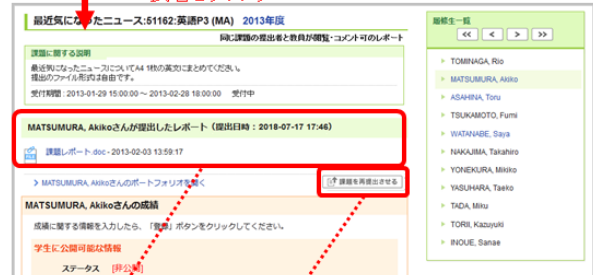 最近気になったニュース:51162:英語P3 (MA) 2013年度
同じ課題の提出者と教員が閲覧・コメント可のレポート
課題に関する説明
最近気になったニュースについてA4 1枚の英文にまとめてください。
提出のファイル形式は自由です。
受付期間 : 2013-01-29 15:00:00 ~ 2013-02-28 18:00:00 受付中
MATSUMURA, Akikoさんが提出したレポート (提出日時 : 2018-07-17 17:46)
課題レポート.doc - 2013-02-03 13:59:17
MATSUMURA, Akikoさんのポートフォリオを開く
課題を再提出させる
MATSUMURA, Akikoさんの成績
成績に関する情報を入力したら、「登録」ボタンをクリックしてください。
学生に公開可能な情報
ステータス [非公開]
履修生一覧
<< < > >>
TOMINAGA, Rio
MATSUMURA, Akiko
ASAHINA, Toru
TSUKAMOTO, Fumi
WATANABE, Saya
NAKAJIMA, Takahiro
YONEKURA, Mikiko
YASUHARA, Taeko
TADA, Miku
TORII, Kazuyuki
INOUE, Sanae